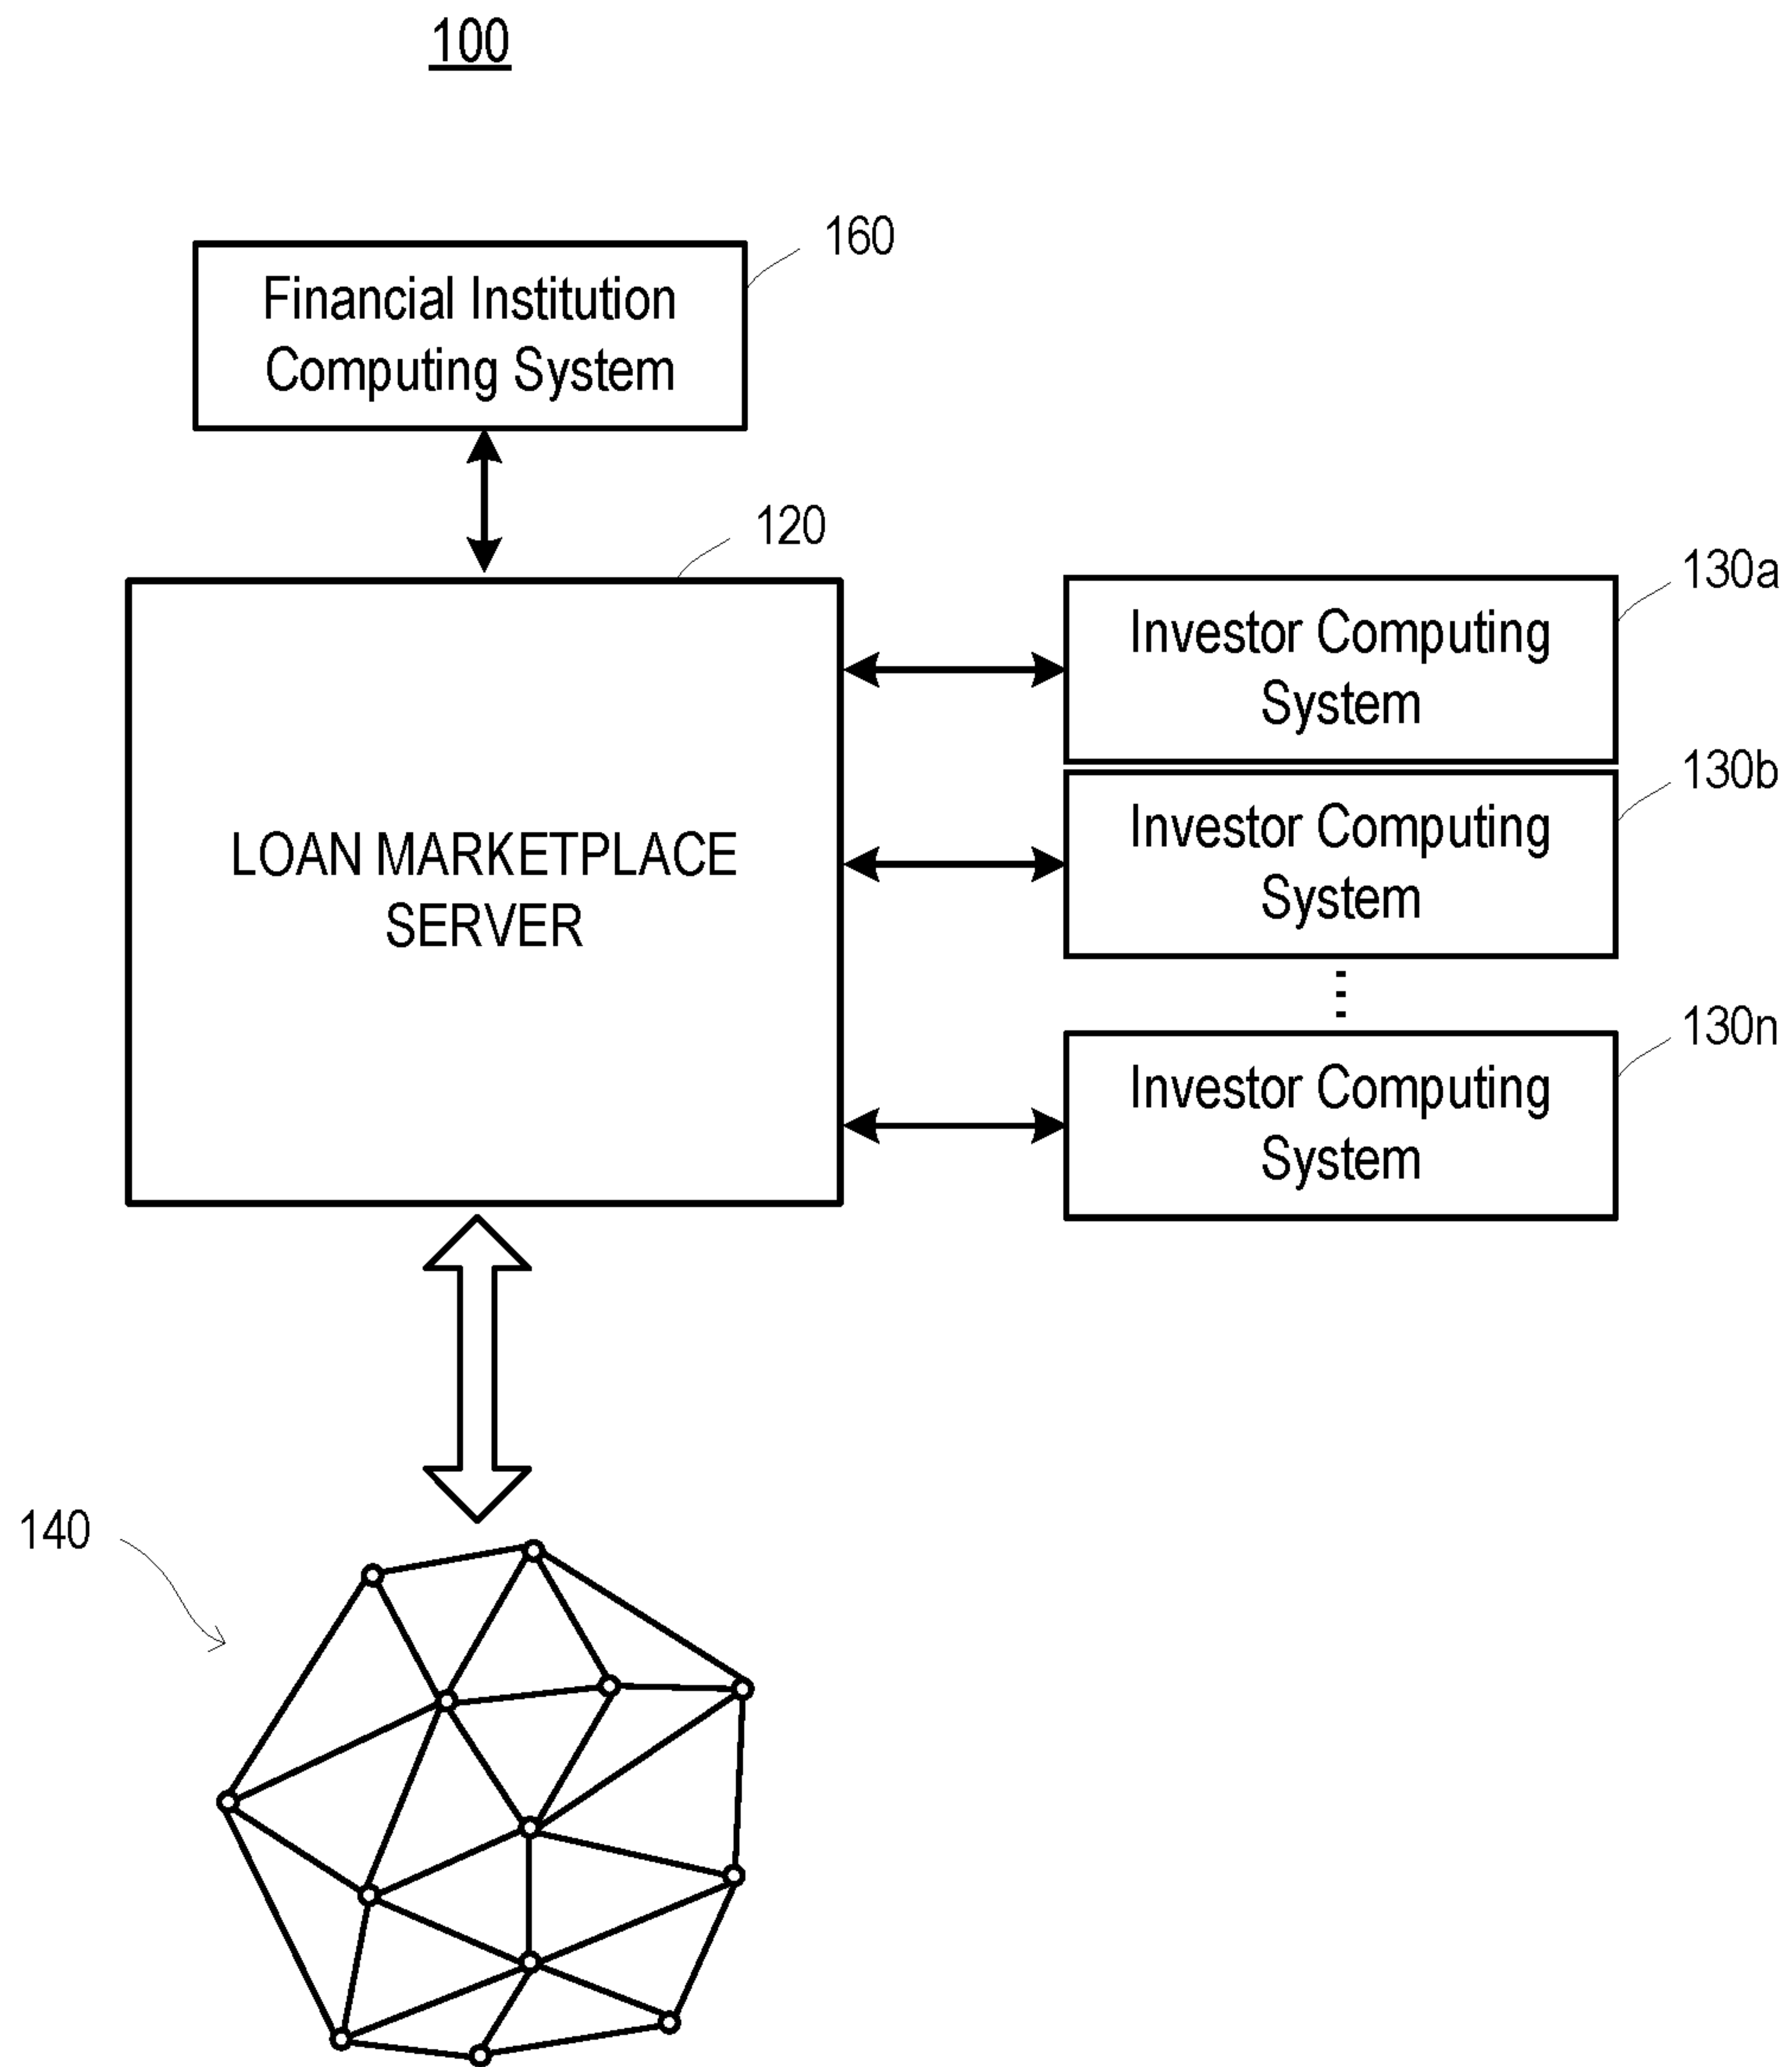 100
160
Financial Institution
Computing System
120
130a
Investor Computing
System
130b
Investor Computing
System
LOAN MARKETPLACE
SERVER
130n
Investor Computing
System
140